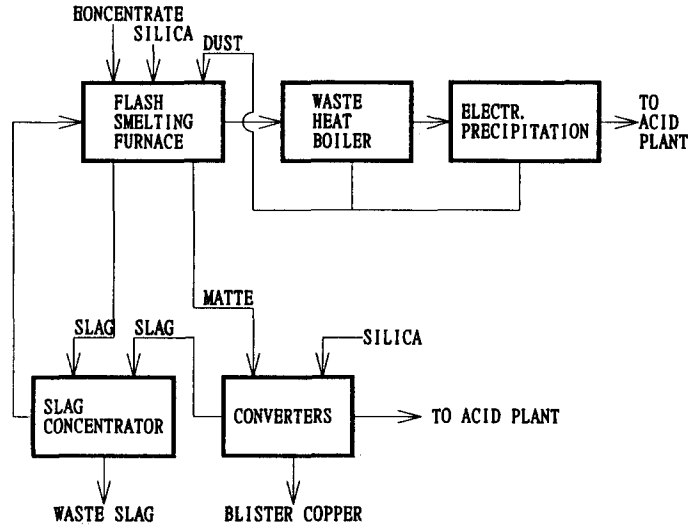 HONCENTRATE
SILICA
DUST
FLASH
SMELTING
FURNACE
WASTE
HEAT
BOILER
ELECTR.
PRECIPITATION
TO
ACID
PLANT
MATTE
SLAG
SLAG
SILICA
SLAG
CONCENTRATOR
CONVERTERS
TO ACID PLANT
WASTE SLAG
BLISTER COPPER